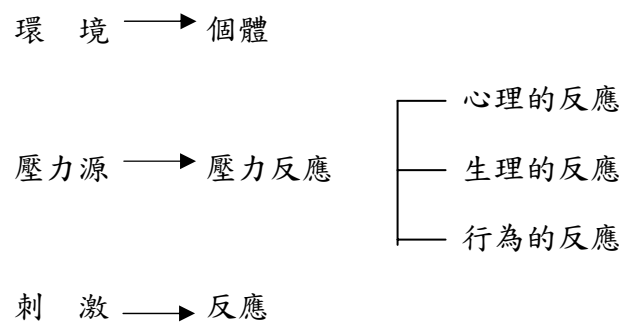 環 境 個體
心理的反應
壓力源 壓力反應 生理的反應
行為的反應
刺 激 反應